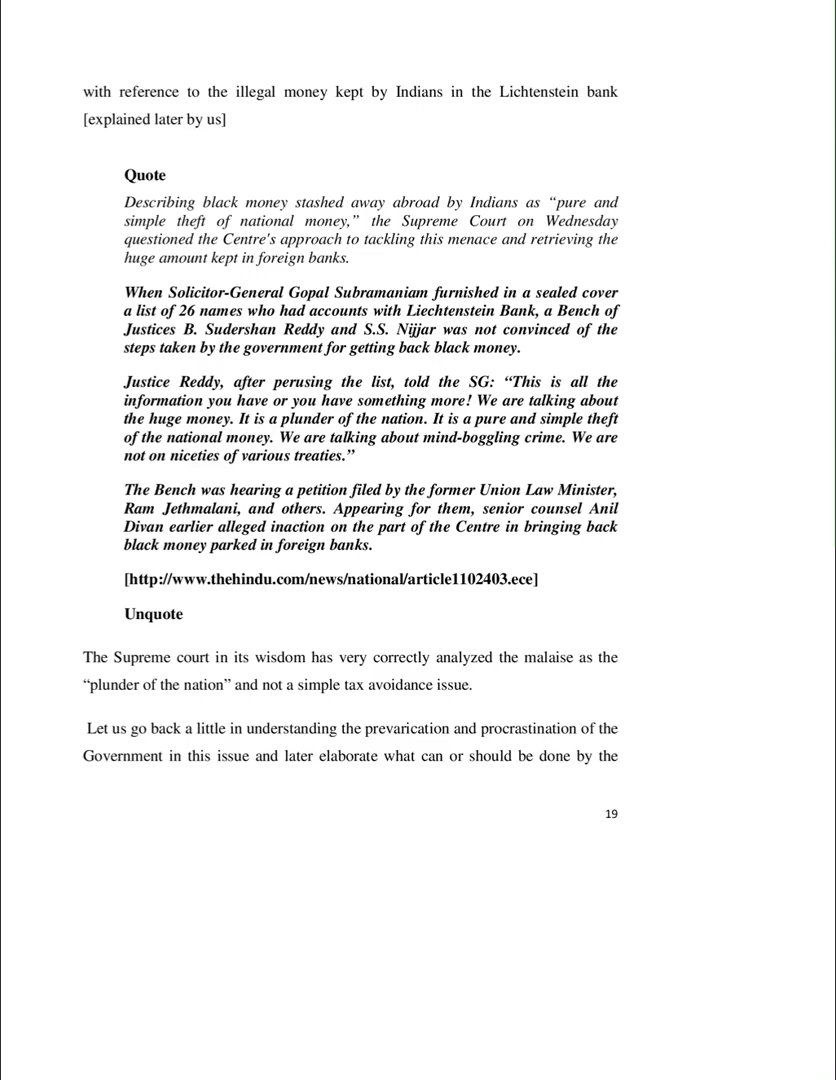 with reference to the illegal money kept by Indians in the Lichtenstein bank
[explained later by us]
Quote
Describing black money stashed away abroad by Indians as “pure and
simple theft of national money,” the Supreme Court on Wednesday
questioned the Centre's approach to tackling this menace and retrieving the
huge amount kept in foreign banks.
When Solicitor-General Gopal Subramaniam furnished in a sealed cover
a list of 26 names who had accounts with Liechtenstein Bank, a Bench of
Justices B. Sudershan Reddy and S.S. Nijjar was not convinced of the
steps taken by the government for getting back black money.
Justice Reddy, after perusing the list, told the SG: “This is all the
information you have or you have something more! We are talking about
the huge money. It is a plunder of the nation. It is a pure and simple theft
of the national money. We are talking about mind-boggling crime. We are
not on niceties of various treaties.”
The Bench was hearing a petition filed by the former Union Law Minister,
Ram Jethmalani, and others. Appearing for them, senior counsel Anil
Divan earlier alleged inaction on the part of the Centre in bringing back
black money parked in foreign banks.
[http://www.thehindu.com/news/national/article1102403.ece]
Unquote
The Supreme court in its wisdom has very correctly analyzed the malaise as the
“plunder of the nation” and not a simple tax avoidance issue.
Let us go back a little in understanding the prevarication and procrastination of the
Government in this issue and later elaborate what can or should be done by the
19